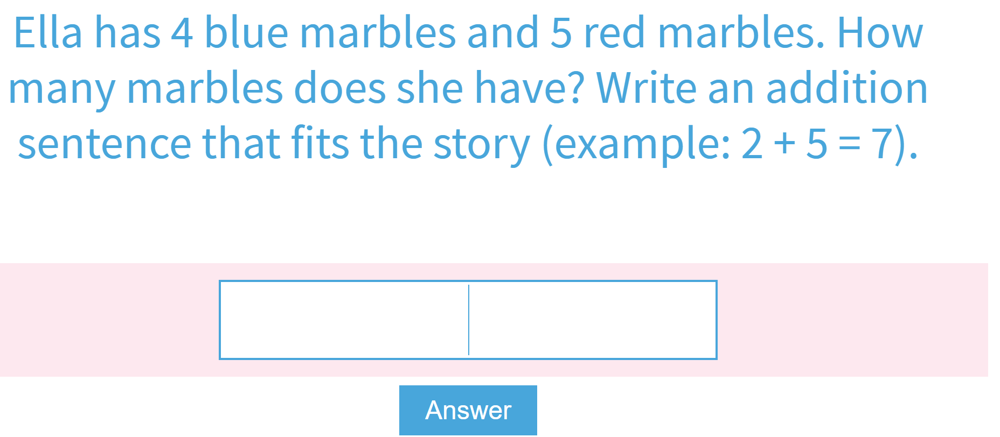 Ella has 4 blue marbles and 5 red marbles. How
many marbles does she have? Write an addition
sentence that fits the story (example: 2 + 5 = 7).
Answer